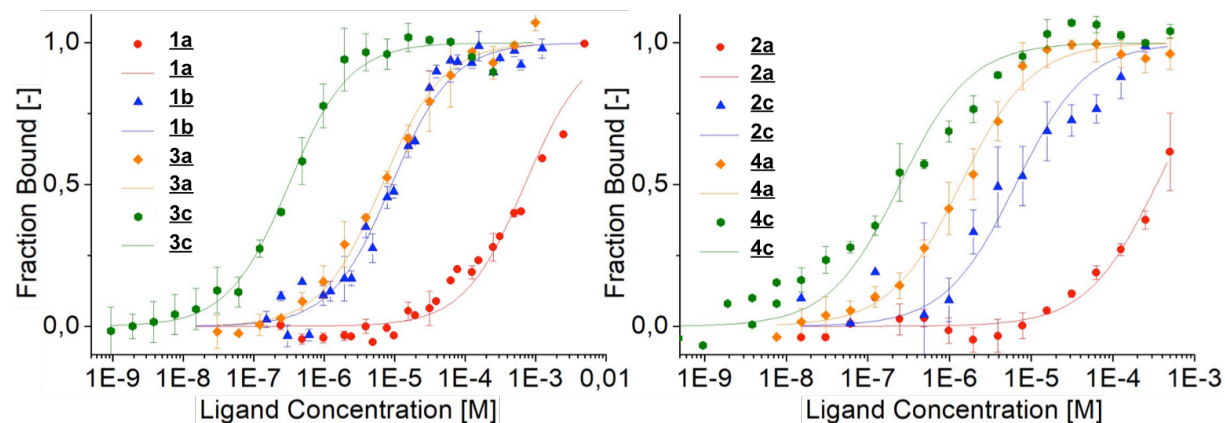 1,0
0,5
0,0
Fraction Bound [-]
1a
1a
1b
1b
3a
3a
3c
3c
1E-9 1E-8 1E-7 1E-6 1E-5 1E-4 1E-3 0,01
Ligand Concentration [M]
1,0
0,5
0,0
Fraction Bound [-]
2a
2a
2c
2c
4a
4a
4c
4c
1E-9 1E-8 1E-7 1E-6 1E-5 1E-4 1E-3
Ligand Concentration [M]